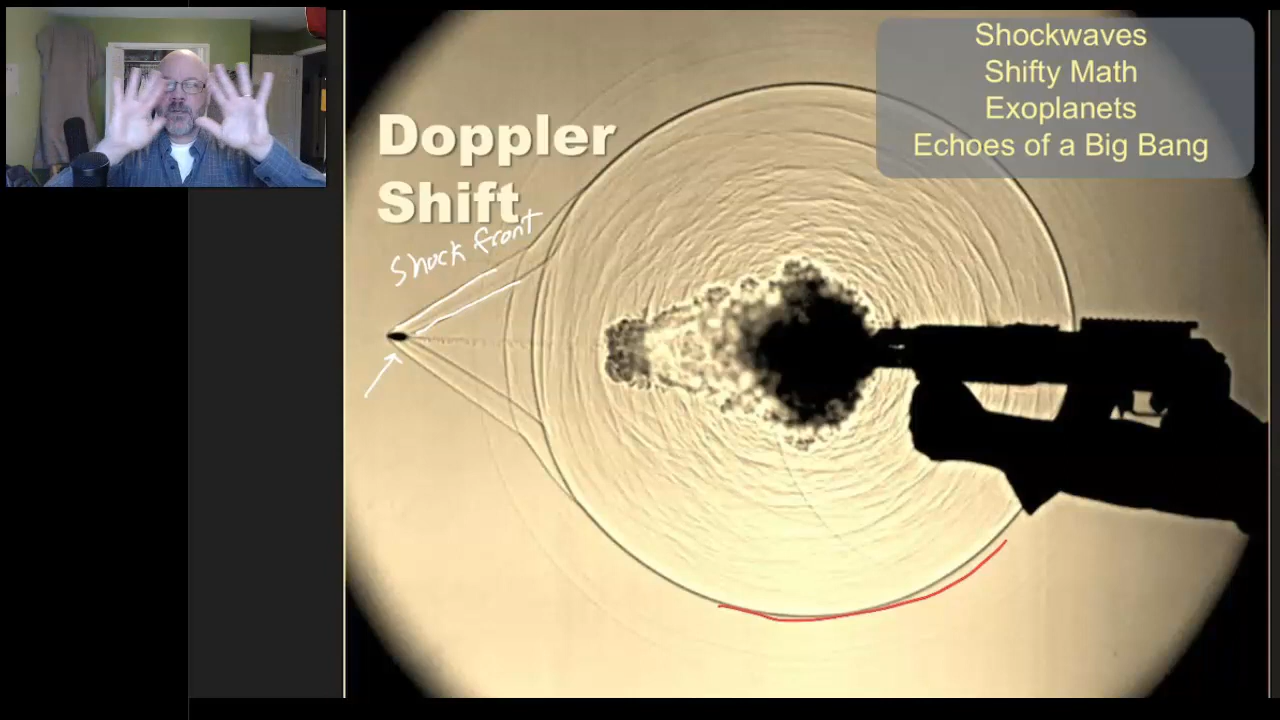 Doppler
Shift
Shock front
Shockwaves
Shifty Math
Exoplanets
Echoes of a Big Bang